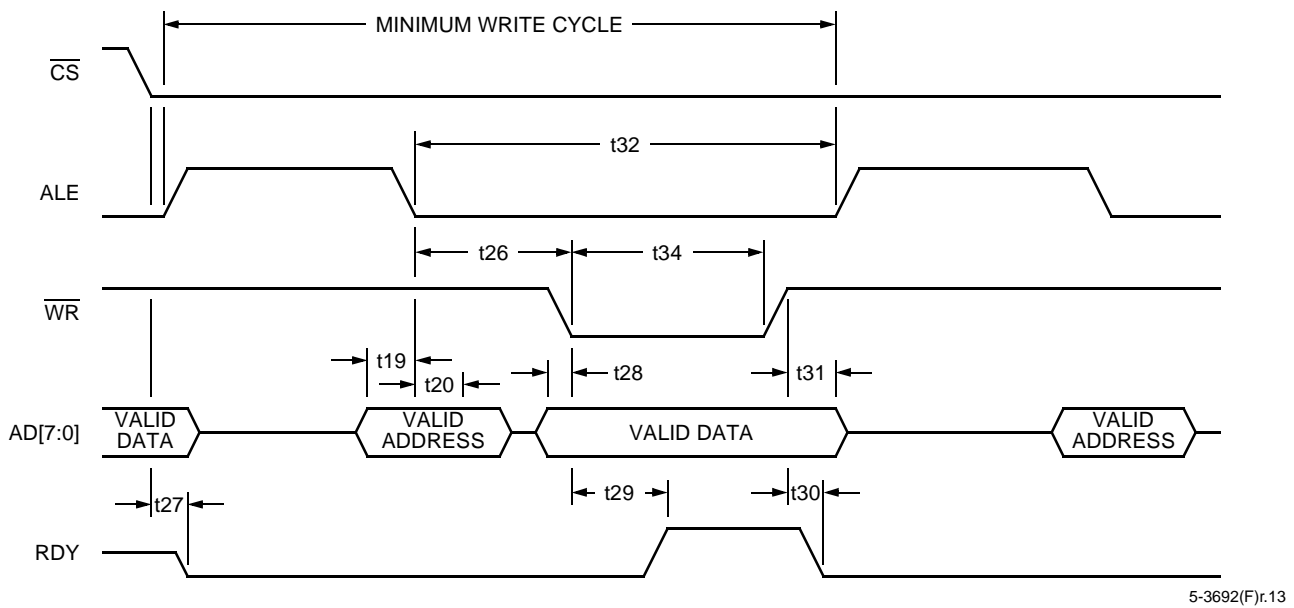 MINIMUM WRITE CYCLE
CS
t32
ALE
t26
t34
WR
t19
t20
t28
t31
AD[7:0]
VALID
DATA
VALID
ADDRESS
VALID DATA
VALID
ADDRESS
t27
t29
t30
RDY
5-3692(F)r.13